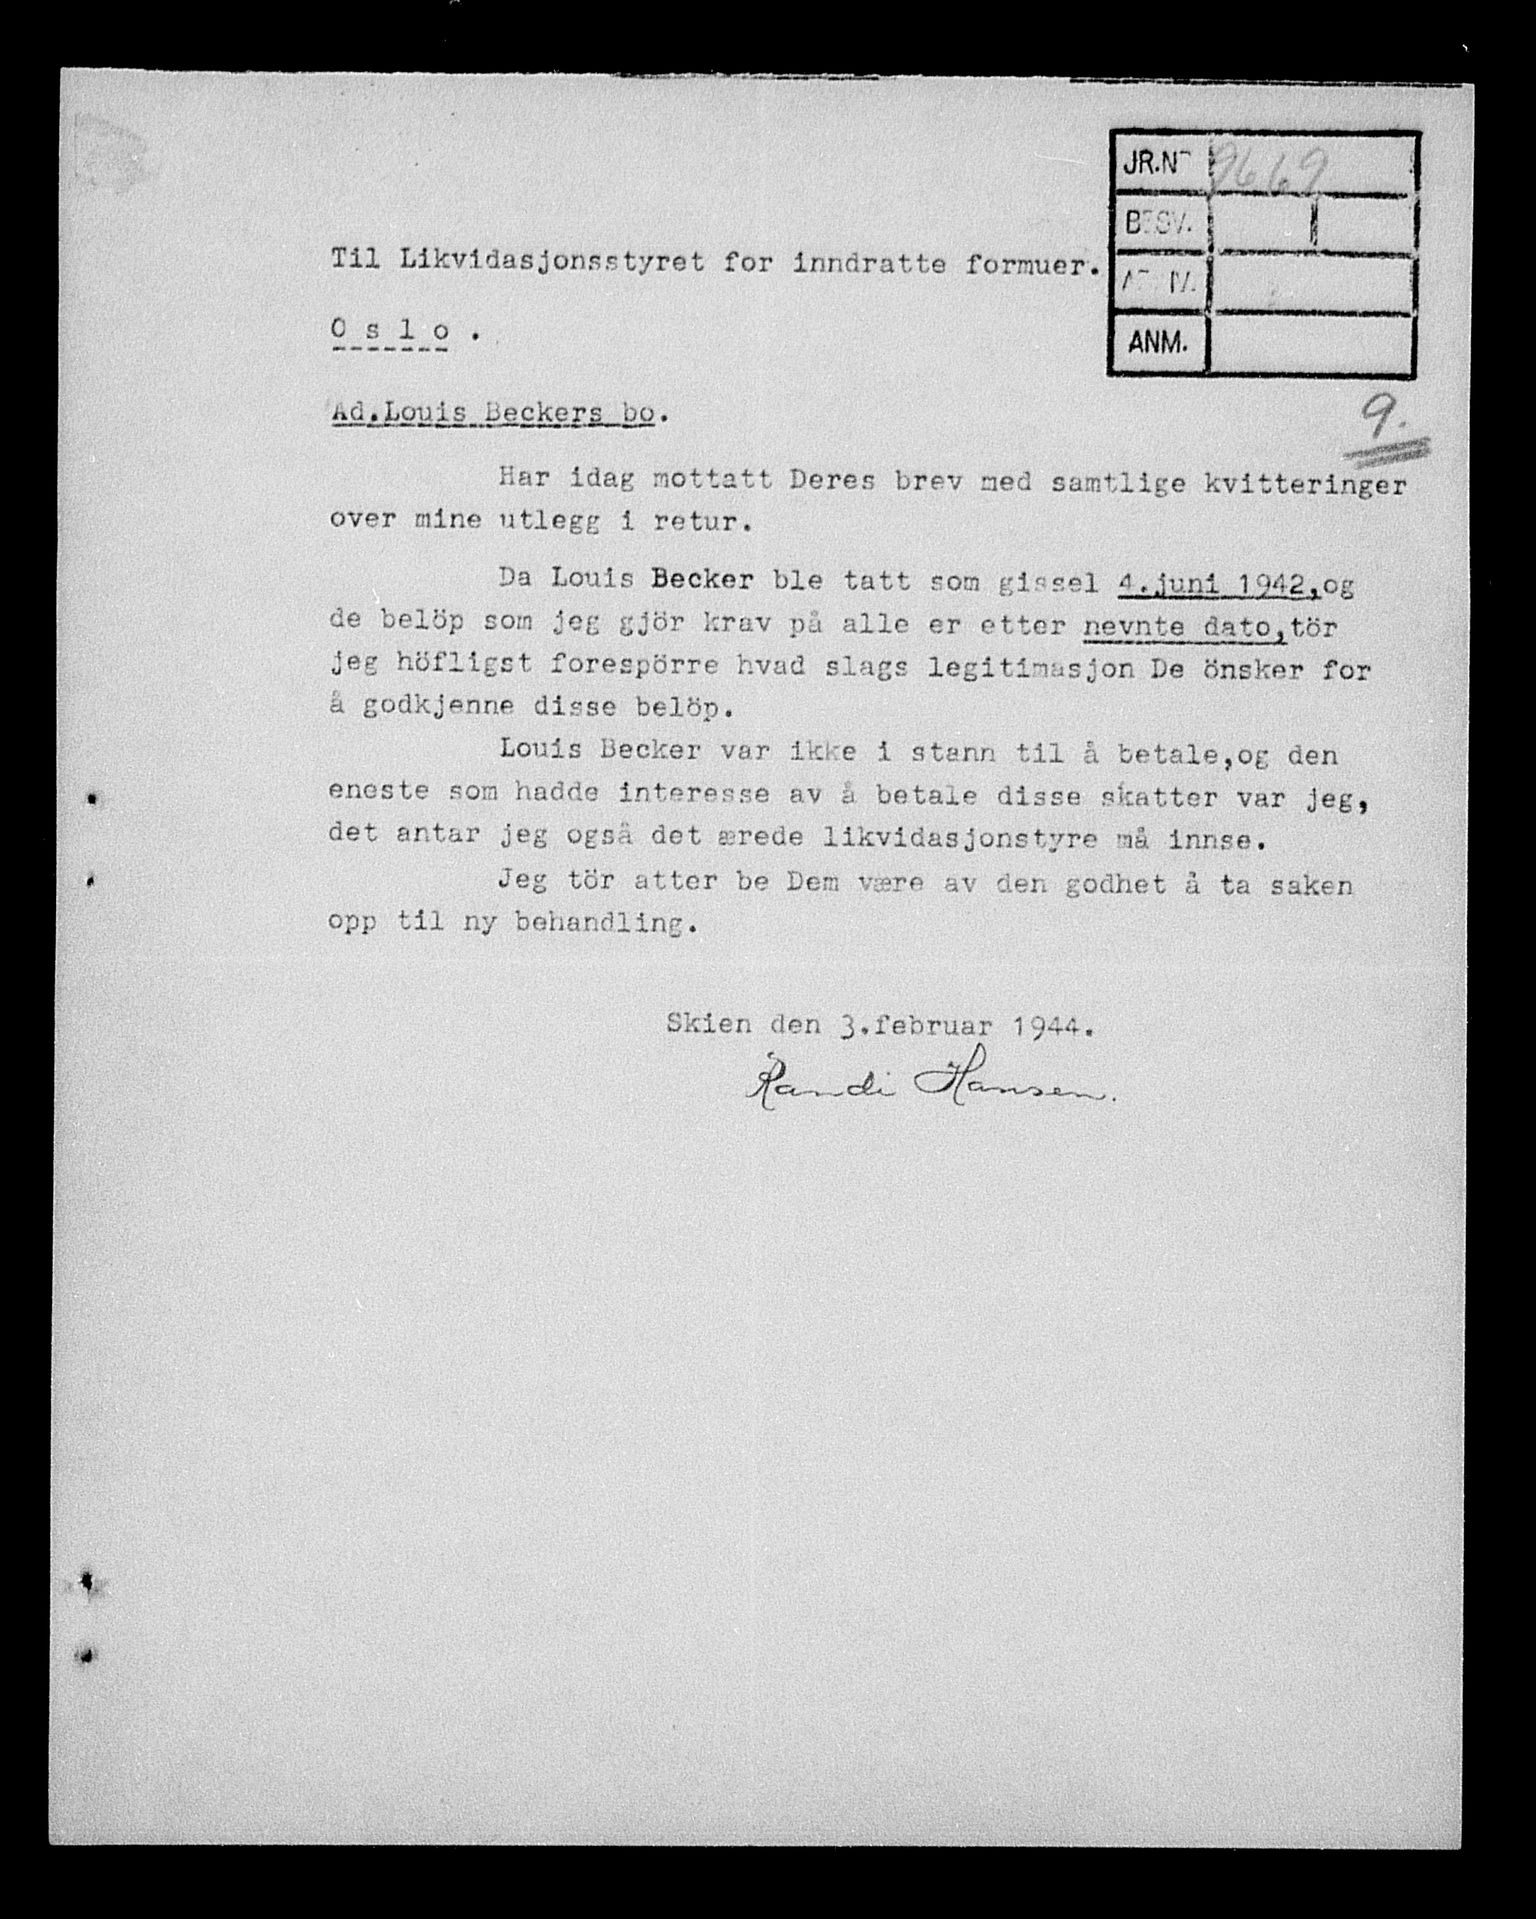 JR.N 9669
BESV.
ANM.
9.
Til Likvidasjonsstyret for inndratte formuer.
O s l o .
Ad.Louis Beckers bo.
Har idag mottatt Deres brev med samtlige kvitteringer
over mine utlegg i retur.
Da Louis Becker ble tatt som gissel 4.juni 1942,og
de belöp som jeg gjör krav på alle er etter nevnte dato,tör
jeg höfligst forespörre hvad slags legitimasjon De önsker for
å godkjenne disse belöp.
Louis Becker var ikke i stann til å betale,og den
eneste som hadde interesse av å betale disse skatter var jeg,
det antar jeg også det ærede likvidasjonstyre må innse.
Jeg tör atter be Dem være av den godhet å ta saken
opp til ny behandling.
Skien den 3.februar 1944.
Randi Hansen.